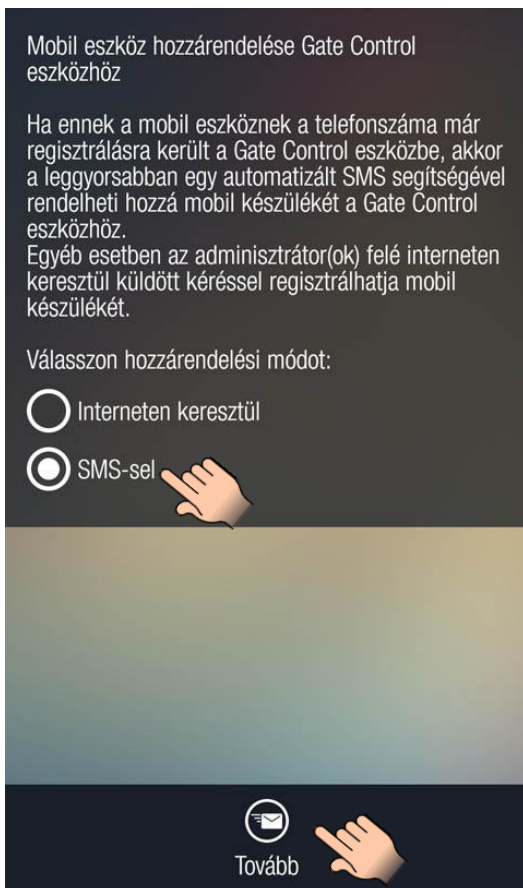 Mobil eszköz hozzárendelése Gate Control
eszközhöz
Ha ennek a mobil eszköznek a telefonszáma már
regisztrálásra került a Gate Control eszközbe, akkor
a leggyorsabban egy automatizált SMS segítségével
rendelheti hozzá mobil készülékét a Gate Control
eszközhöz.
Egyéb esetben az adminisztrátor(ok) felé interneten
keresztül küldött kéréssel regisztrálhatja mobil
készülékét.
Válasszon hozzárendelési módot:
Interneten keresztül
SMS-sel
Tovább